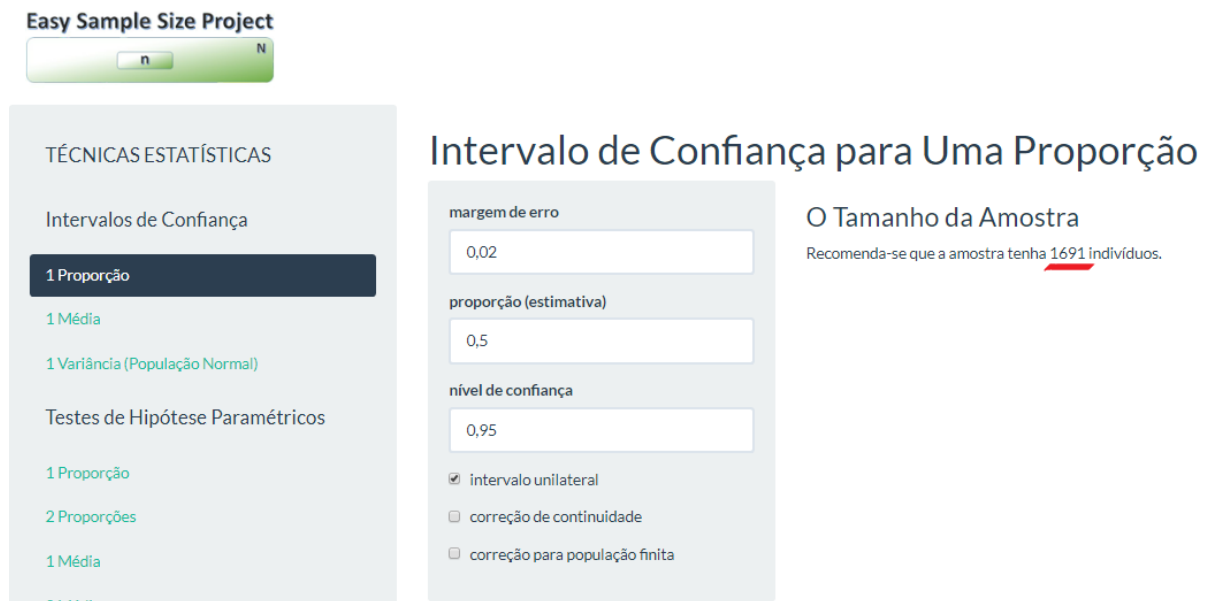 Easy Sample Size Project
N
n
TÉCNICAS ESTATÍSTICAS
Intervalos de Confiança
1 Proporção
1 Média
1 Variância (População Normal)
Testes de Hipótese Paramétricos
1 Proporção
2 Proporções
1 Média
Intervalo de Confiança para Uma Proporção
margem de erro
0,02
proporção (estimativa)
0,5
nível de confiança
0,95
intervalo unilateral
correção de continuidade
correção para população finita
O Tamanho da Amostra
Recomenda-se que a amostra tenha 1691 indivíduos.